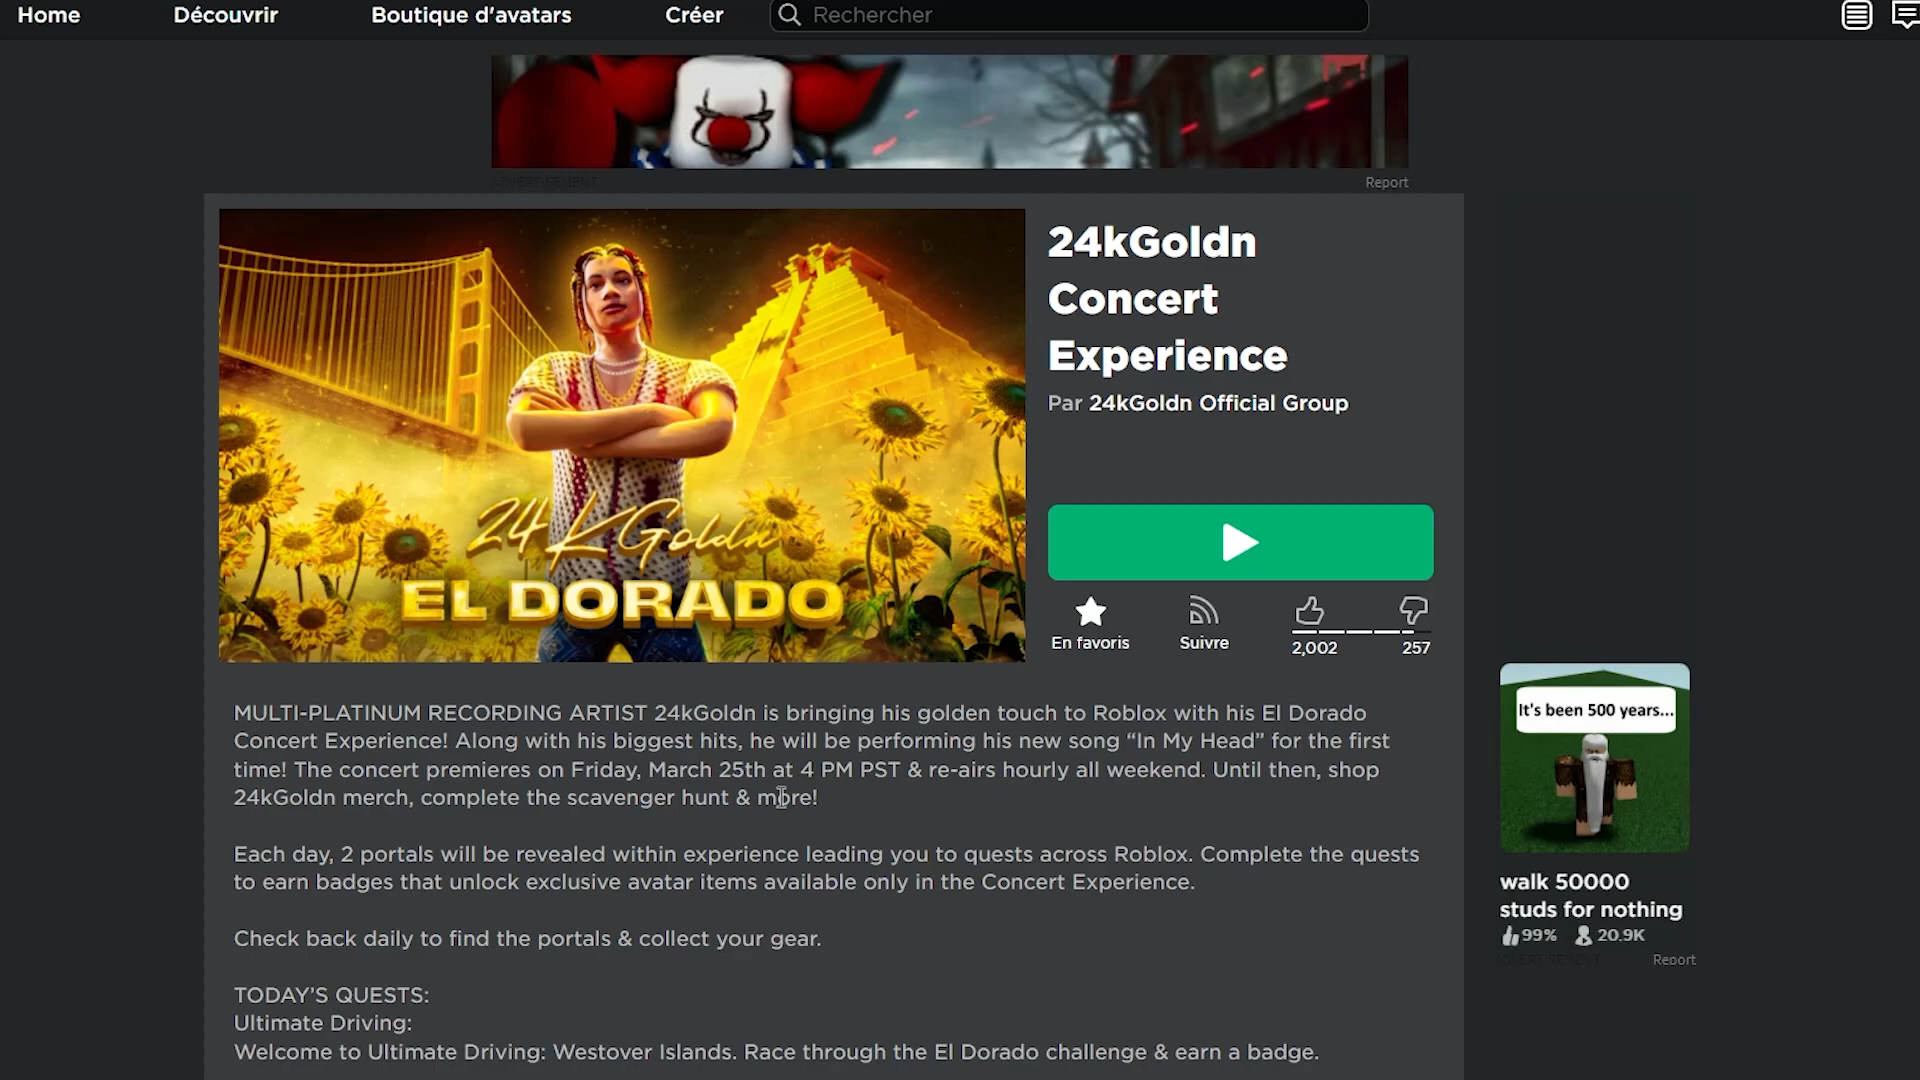 Home
Découvrir
Boutique d'avatars
Créer
Rechercher
ADVERTISEMENT
Report
24kGoldn
EL DORADO
24kGoldn
Concert
Experience
Par 24kGoldn Official Group
En favoris
Suivre
2,002
257
MULTI-PLATINUM RECORDING ARTIST 24kGoldn is bringing his golden touch to Roblox with his El Dorado
Concert Experience! Along with his biggest hits, he will be performing his new song “In My Head” for the first
time! The concert premieres on Friday, March 25th at 4 PM PST & re-airs hourly all weekend. Until then, shop
24kGoldn merch, complete the scavenger hunt & more!
Each day, 2 portals will be revealed within experience leading you to quests across Roblox. Complete the quests
to earn badges that unlock exclusive avatar items available only in the Concert Experience.
Check back daily to find the portals & collect your gear.
TODAY’S QUESTS:
Ultimate Driving:
Welcome to Ultimate Driving: Westover Islands. Race through the El Dorado challenge & earn a badge.
It's been 500 years...
walk 50000
studs for nothing
99%
20.9K
ADVERTISEMENT
Report